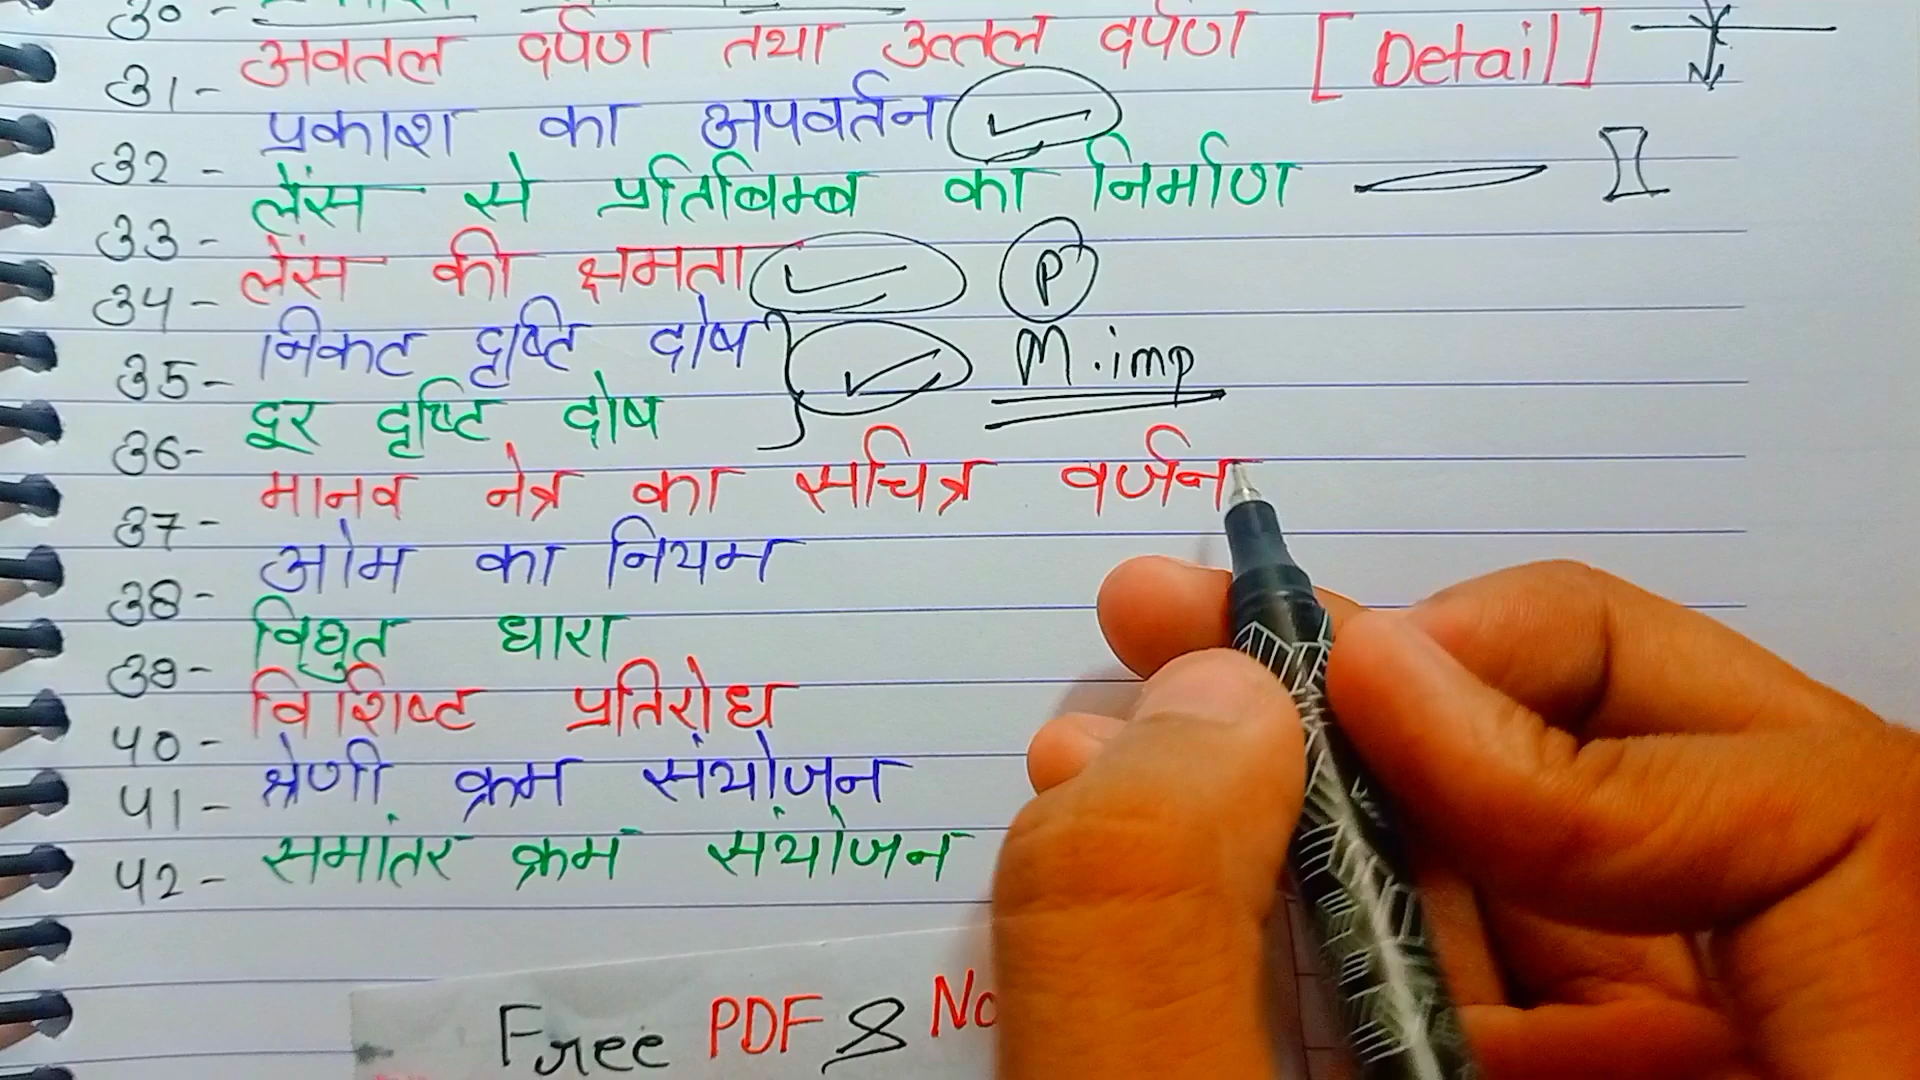 30-
31- अवतल दर्पण तथा उत्तल दर्पण [Detail]
32- प्रकाश का अपवर्तन
33- लेंस से प्रतिबिम्ब का निर्माण
34- लेंस की क्षमता P
35- निकट दृष्टि दोष M.imp
36- दूर दृष्टि दोष
37- मानव नेत्र का सचित्र वर्णन
38- ओम का नियम
39- विद्युत धारा
40- विशिष्ट प्रतिरोध
41- श्रेणी क्रम संयोजन
42- समांतर क्रम संयोजन
Free PDF & No